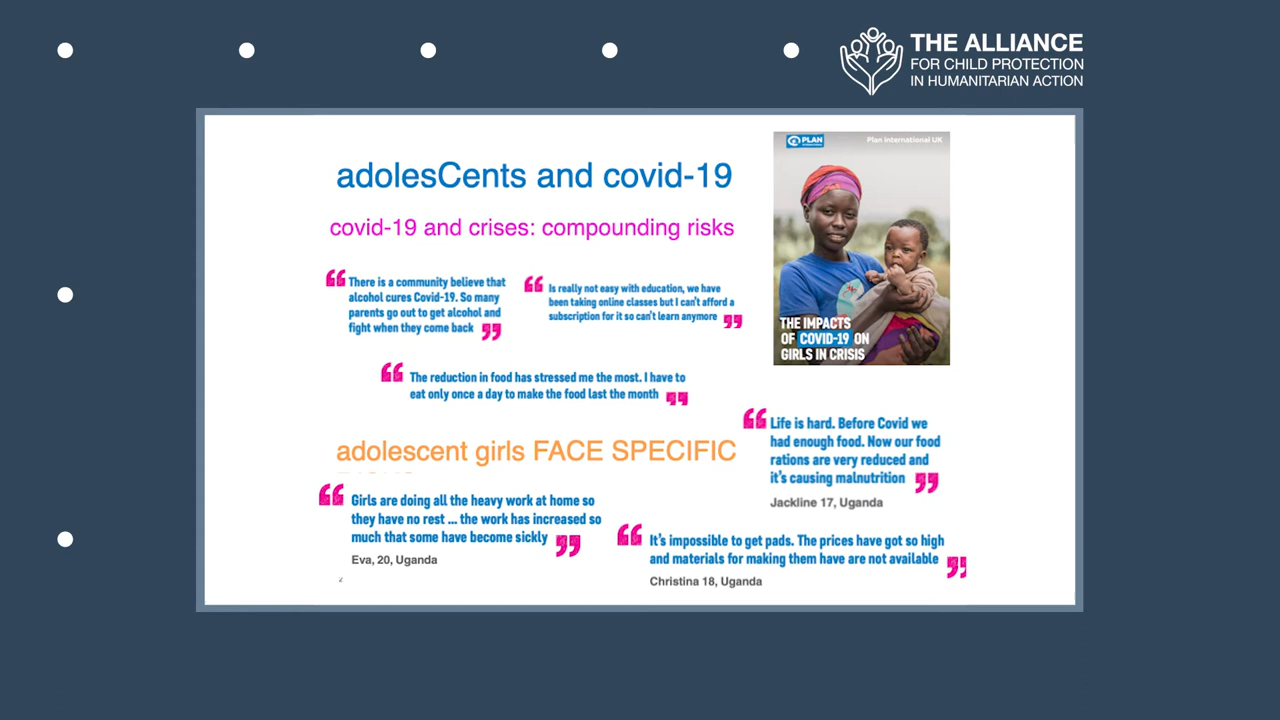 THE ALLIANCE
FOR CHILD PROTECTION
IN HUMANITARIAN ACTION
adolesCents and covid-19
covid-19 and crises: compounding risks
“There is a community believe that
alcohol cures Covid-19. So many
parents go out to get alcohol and
fight when they come back”
“Is really not easy with education, we have
been taking online classes but I can't afford a
subscription for it so can't learn anymore”
“The reduction in food has stressed me the most. I have to
eat only once a day to make the food last the month”
PLAN
Plan International UK
THE IMPACTS
OF COVID-19 ON
GIRLS IN CRISIS
“Life is hard. Before Covid we
had enough food. Now our food
rations are very reduced and
it's causing malnutrition”
Jackline 17, Uganda
adolescent girls FACE SPECIFIC
“Girls are doing all the heavy work at home so
they have no rest ... the work has increased so
much that some have become sickly”
Eva, 20, Uganda
“It's impossible to get pads. The prices have got so high
and materials for making them have are not available”
Christina 18, Uganda